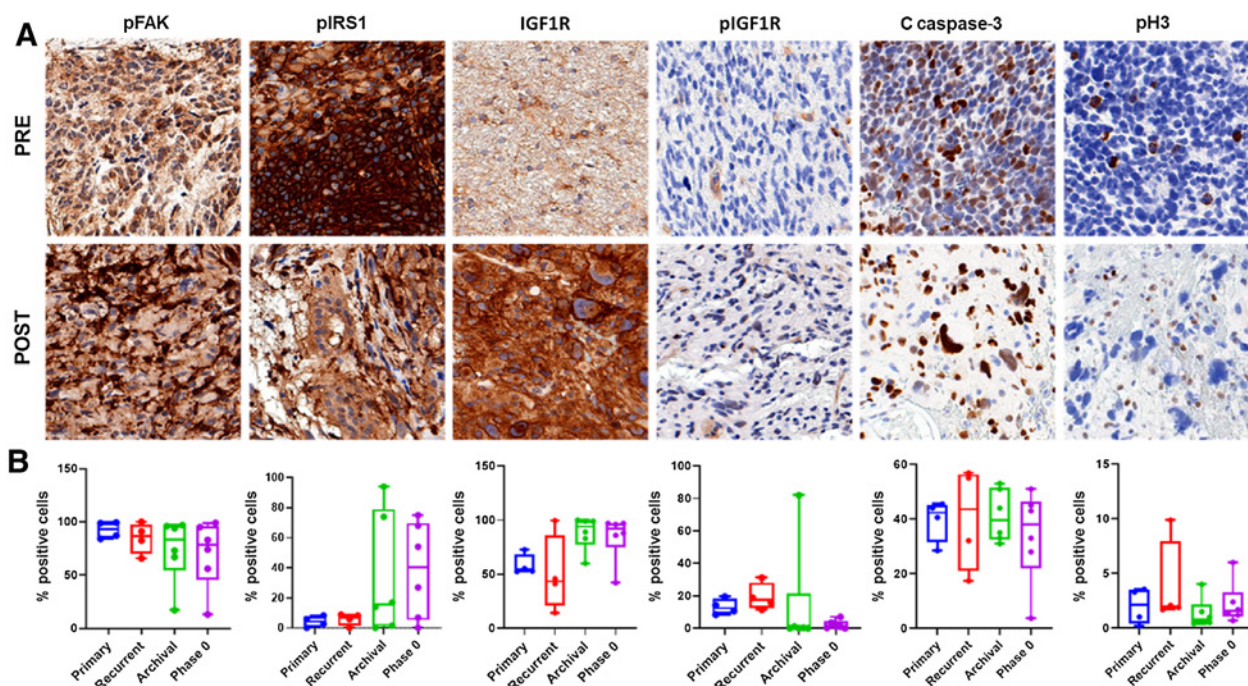 pFAK pIRS1 IGF1R pIGF1R C caspase-3 pH3
A
PRE
POST
B
% positive cells
150
100
50
0
Primary
Recurrent
Archival
Phase 0
% positive cells
100
80
60
40
20
0
Primary
Recurrent
Archival
Phase 0
% positive cells
150
100
50
0
Primary
Recurrent
Archival
Phase 0
% positive cells
100
80
60
40
20
0
Primary
Recurrent
Archival
Phase 0
% positive cells
60
40
20
0
Primary
Recurrent
Archival
Phase 0
% positive cells
15
10
5
0
Primary
Recurrent
Archival
Phase 0